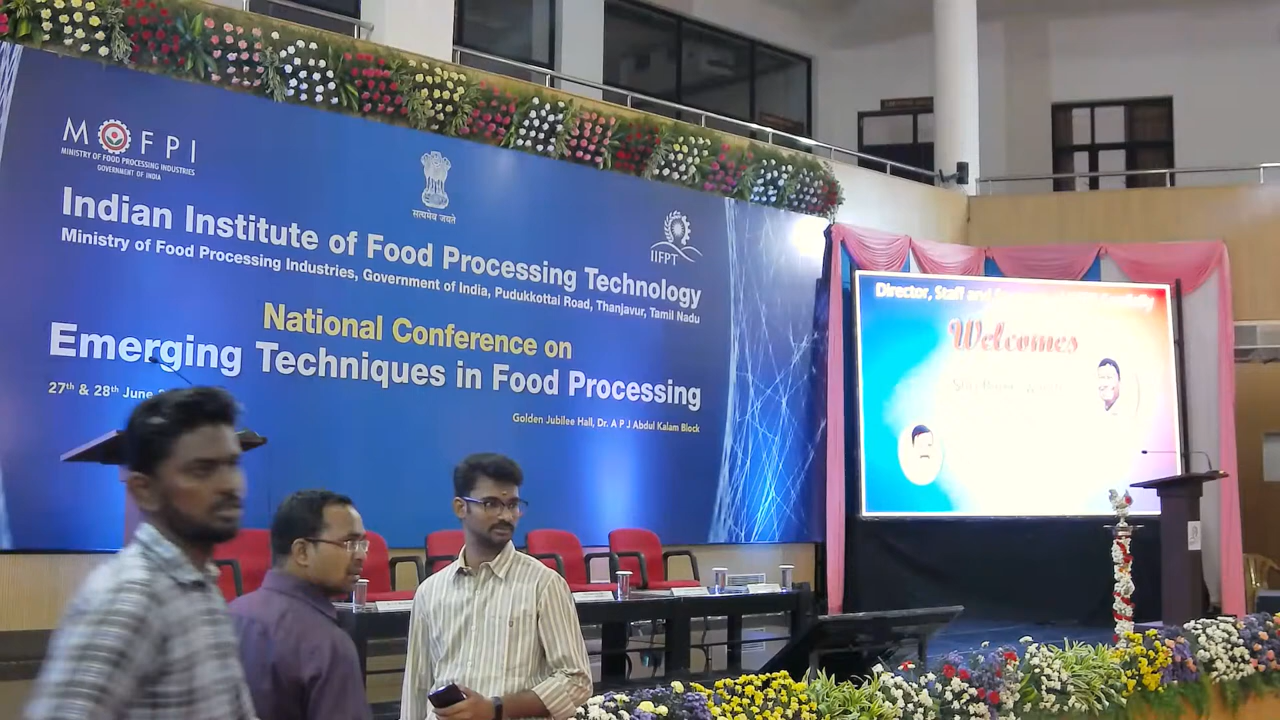 MOFPI
MINISTRY OF FOOD PROCESSING INDUSTRIES
GOVERNMENT OF INDIA
सत्यमेव जयते
IIFPT
Indian Institute of Food Processing Technology
Ministry of Food Processing Industries, Government of India, Pudukkottai Road, Thanjavur, Tamil Nadu
National Conference on
Emerging Techniques in Food Processing
27th & 28th June
Golden Jubilee Hall, Dr. A P J Abdul Kalam Block
Director, Staff and
Welcomes